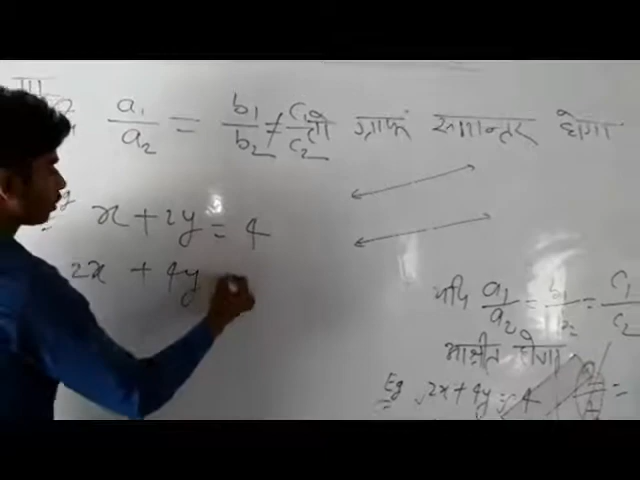 III
a₁/a₂ = b₁/b₂ ≠ c₁/c₂ तो ग्राफ समान्तर होगा
x + 2y = 4
2x + 4y
यदि a₁/a₂ = b₁/b₂ = c₁/c₂
होगा
Eg 2x + 4y = 4